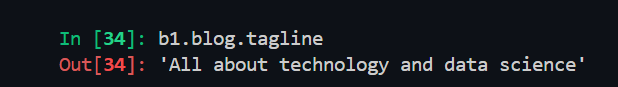 In [34]: b1.blog.tagline
Out[34]: 'All about technology and data science'